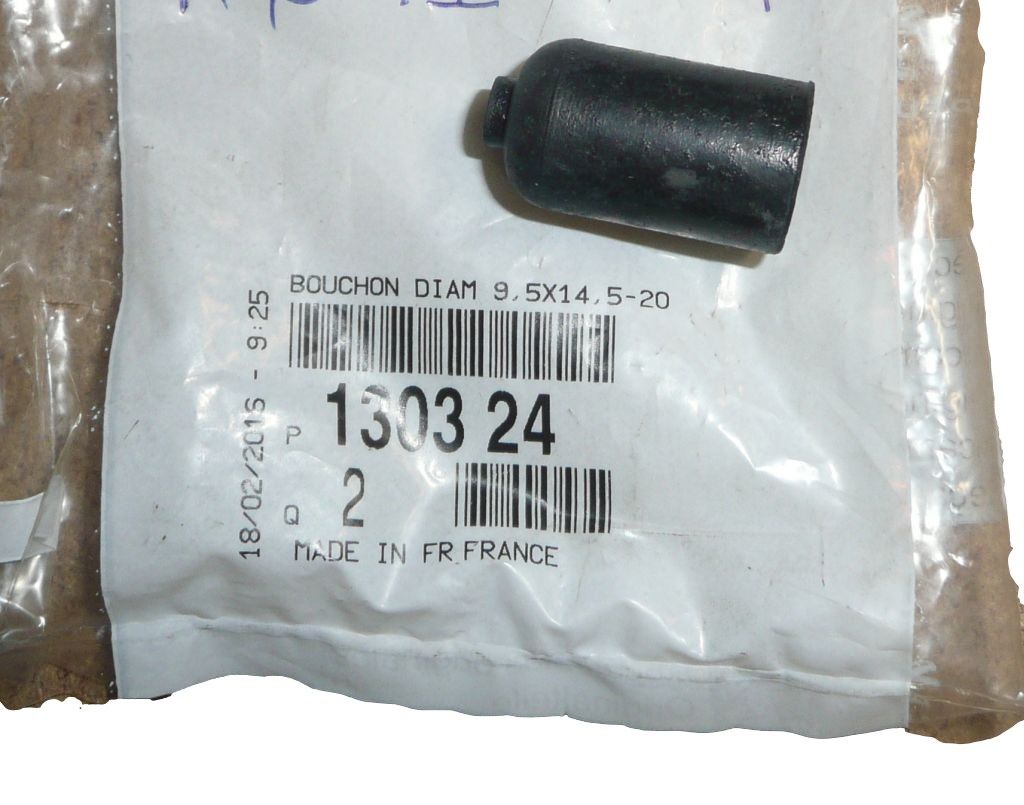 BOUCHON DIAM 9,5X14,5-20
18/02/2016 - 9:25
P 1303 24
Q 2
MADE IN FR FRANCE